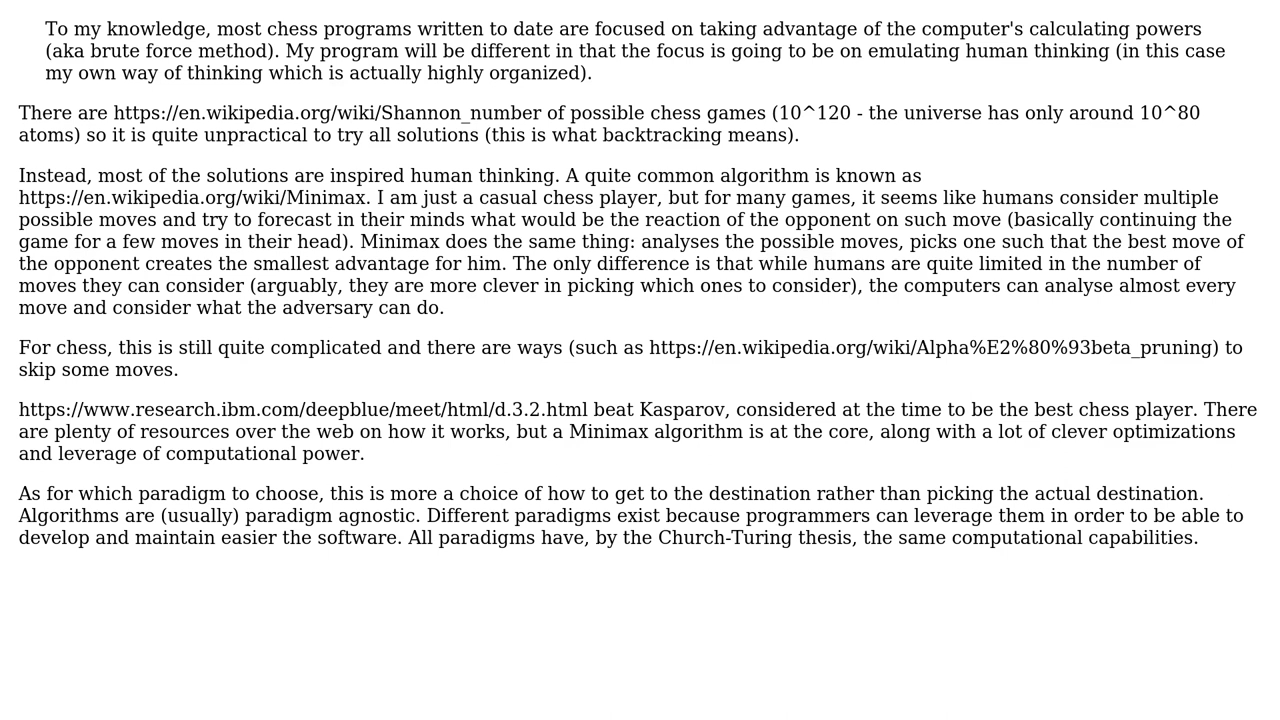 To my knowledge, most chess programs written to date are focused on taking advantage of the computer's calculating powers
(aka brute force method). My program will be different in that the focus is going to be on emulating human thinking (in this case
my own way of thinking which is actually highly organized).
There are https://en.wikipedia.org/wiki/Shannon_number of possible chess games (10^120 - the universe has only around 10^80
atoms) so it is quite unpractical to try all solutions (this is what backtracking means).
Instead, most of the solutions are inspired human thinking. A quite common algorithm is known as
https://en.wikipedia.org/wiki/Minimax. I am just a casual chess player, but for many games, it seems like humans consider multiple
possible moves and try to forecast in their minds what would be the reaction of the opponent on such move (basically continuing the
game for a few moves in their head). Minimax does the same thing: analyses the possible moves, picks one such that the best move of
the opponent creates the smallest advantage for him. The only difference is that while humans are quite limited in the number of
moves they can consider (arguably, they are more clever in picking which ones to consider), the computers can analyse almost every
move and consider what the adversary can do.
For chess, this is still quite complicated and there are ways (such as https://en.wikipedia.org/wiki/Alpha%E2%80%93beta_pruning) to
skip some moves.
https://www.research.ibm.com/deepblue/meet/html/d.3.2.html beat Kasparov, considered at the time to be the best chess player. There
are plenty of resources over the web on how it works, but a Minimax algorithm is at the core, along with a lot of clever optimizations
and leverage of computational power.
As for which paradigm to choose, this is more a choice of how to get to the destination rather than picking the actual destination.
Algorithms are (usually) paradigm agnostic. Different paradigms exist because programmers can leverage them in order to be able to
develop and maintain easier the software. All paradigms have, by the Church-Turing thesis, the same computational capabilities.